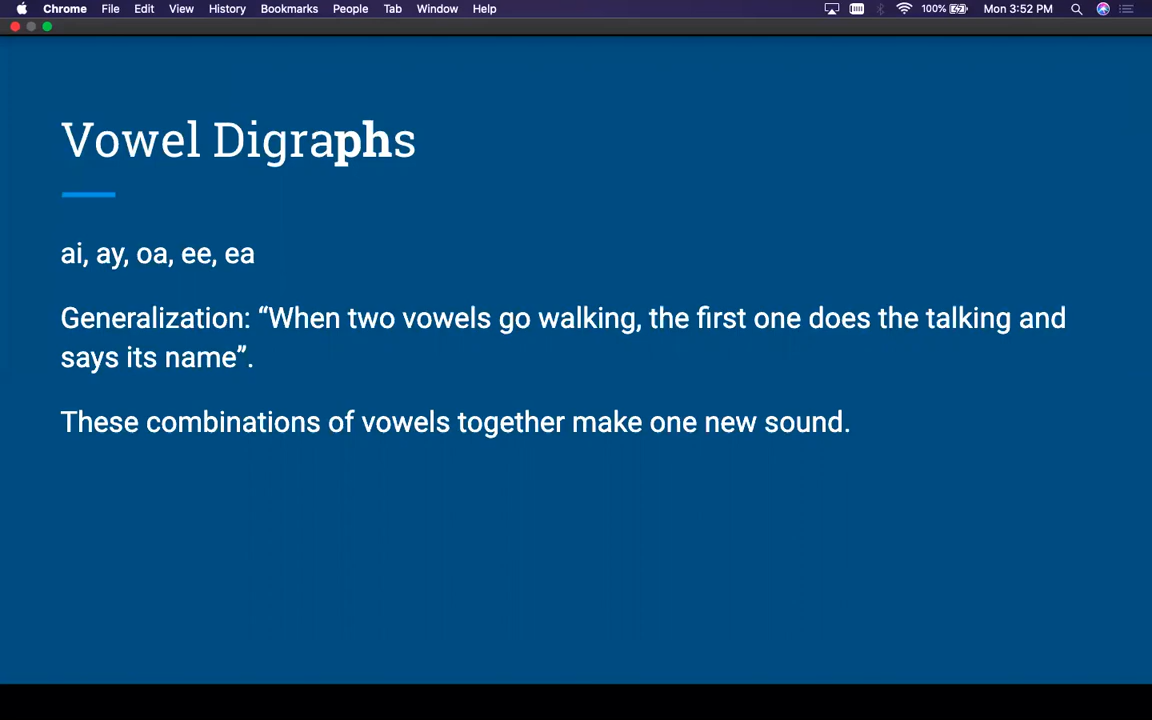 Chrome File Edit View History Bookmarks People Tab Window Help 100% Mon 3:52 PM
Vowel Digraphs
ai, ay, oa, ee, ea
Generalization: “When two vowels go walking, the first one does the talking and
says its name”.
These combinations of vowels together make one new sound.